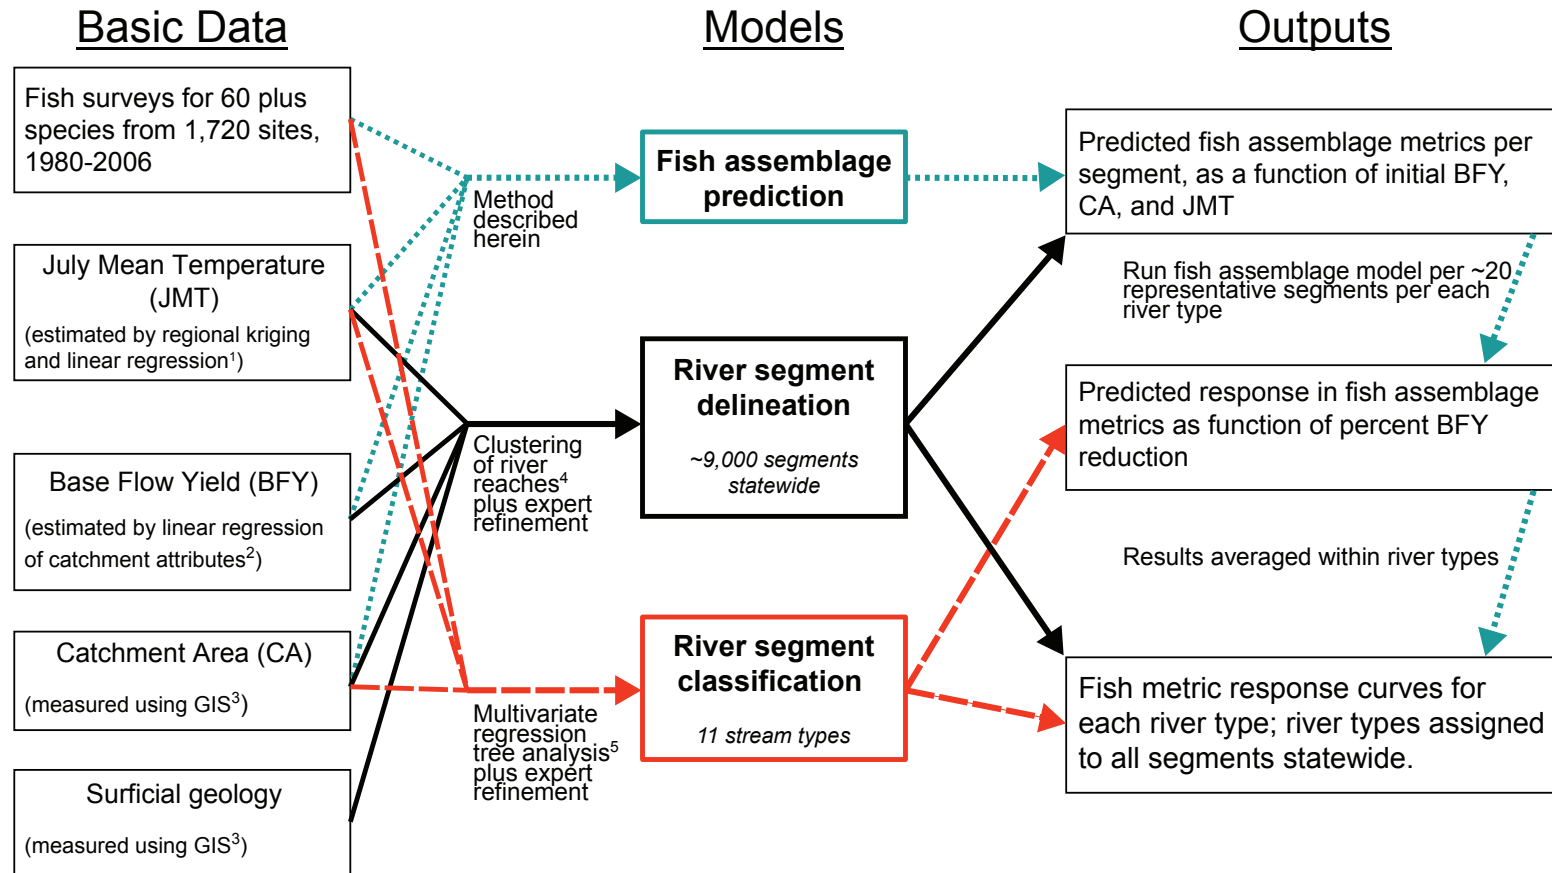 Basic Data
Models
Outputs
Fish surveys for 60 plus
species from 1,720 sites,
1980-2006
July Mean Temperature
(JMT)
(estimated by regional kriging
and linear regression¹)
Base Flow Yield (BFY)
(estimated by linear regression
of catchment attributes²)
Catchment Area (CA)
(measured using GIS³)
Surficial geology
(measured using GIS³)
Method
described
herein
Clustering
of river
reaches⁴
plus expert
refinement
Multivariate
regression
tree analysis⁵
plus expert
refinement
Fish assemblage
prediction
River segment
delineation
~9,000 segments
statewide
River segment
classification
11 stream types
Predicted fish assemblage metrics per
segment, as a function of initial BFY,
CA, and JMT
Run fish assemblage model per ~20
representative segments per each
river type
Predicted response in fish assemblage
metrics as function of percent BFY
reduction
Results averaged within river types
Fish metric response curves for
each river type; river types assigned
to all segments statewide.